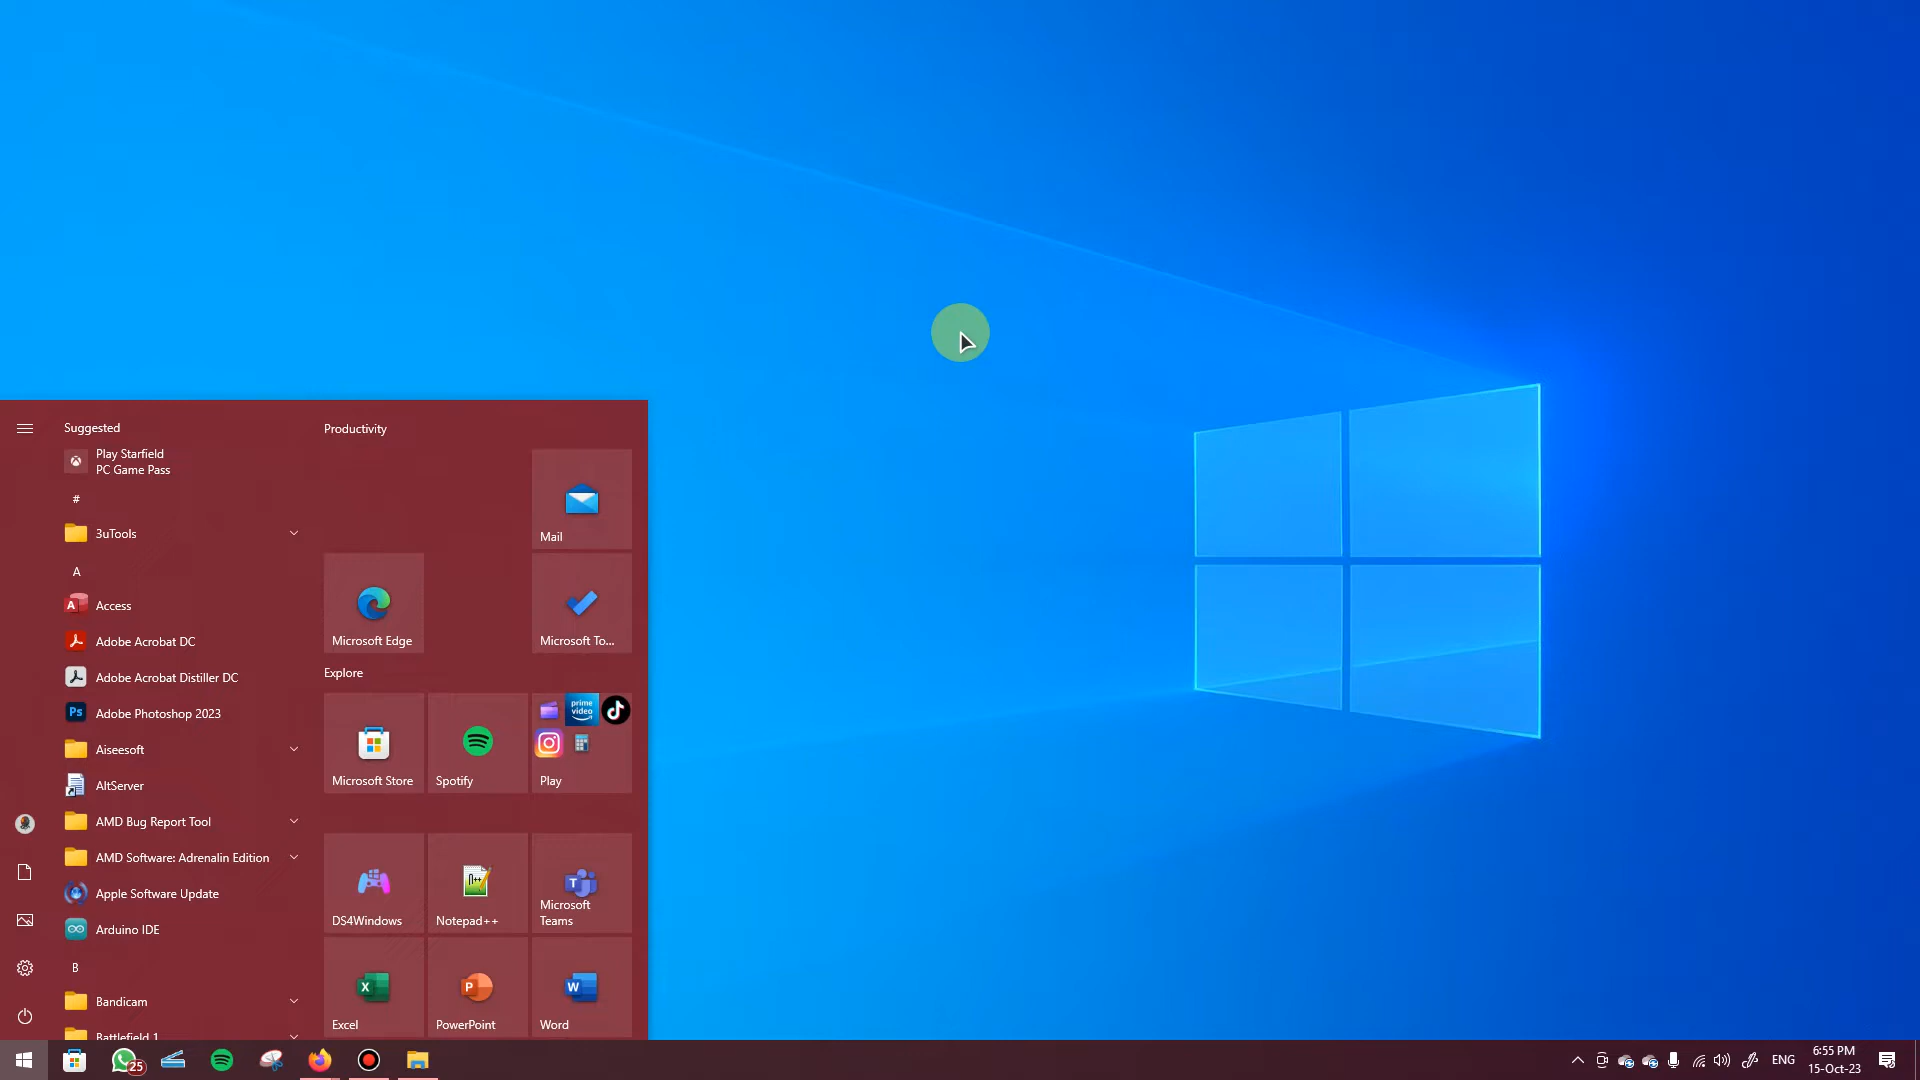 Suggested
Play Starfield
PC Game Pass
#
3uTools
A
Access
Adobe Acrobat DC
Adobe Acrobat Distiller DC
Adobe Photoshop 2023
Aiseesoft
AltServer
AMD Bug Report Tool
AMD Software: Adrenalin Edition
Apple Software Update
Arduino IDE
B
Bandicam
Battlefield 1
Productivity
Mail
Microsoft Edge
Microsoft To...
Explore
prime
video
Microsoft Store
Spotify
Play
DS4Windows
Notepad++
Microsoft
Teams
Excel
PowerPoint
Word
25
ENG
6:55 PM
15-Oct-23